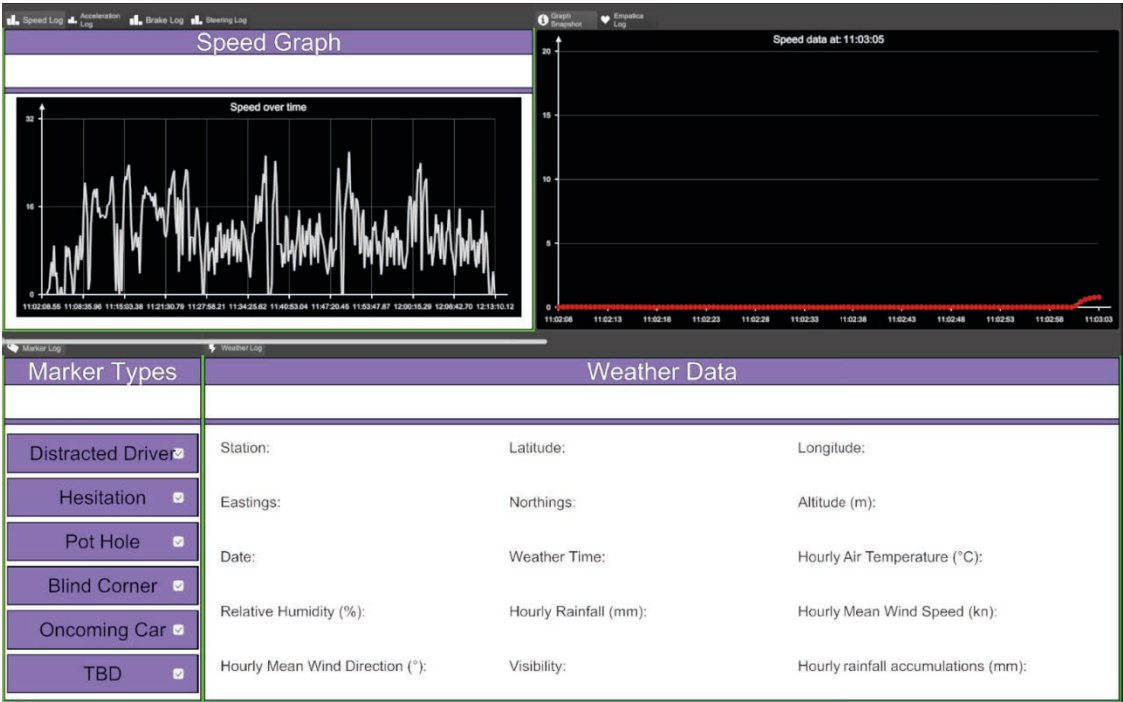 Speed Log
Acceleration Log
Brake Log
Steering Log
Graph Snapshot
Empatica Log
Speed Graph
Speed over time
32
16
0
11:02:08.55 11:08:35.96 11:15:03.38 11:21:30.79 11:27:58.21 11:34:25.62 11:40:53.04 11:47:20.45 11:53:47.87 12:00:15.29 12:06:42.70 12:13:10.12
Speed data at: 11:03:05
20
15
10
5
0
11:02:08 11:02:13 11:02:18 11:02:23 11:02:28 11:02:33 11:02:38 11:02:43 11:02:48 11:02:53 11:02:58 11:03:03
Marker Log
Weather Log
Marker Types
Distracted Driver
Hesitation
Pot Hole
Blind Corner
Oncoming Car
TBD
Weather Data
Station: Latitude: Longitude:
Eastings: Northings: Altitude (m):
Date: Weather Time: Hourly Air Temperature (°C):
Relative Humidity (%): Hourly Rainfall (mm): Hourly Mean Wind Speed (kn):
Hourly Mean Wind Direction (°): Visibility: Hourly rainfall accumulations (mm):